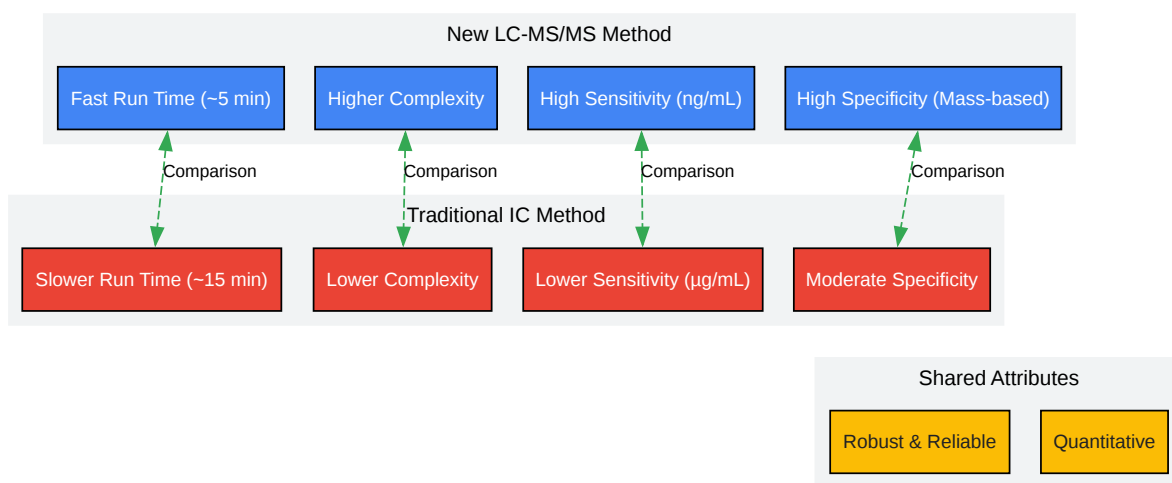 New LC-MS/MS Method
Fast Run Time (~5 min)
Higher Complexity
High Sensitivity (ng/mL)
High Specificity (Mass-based)
Comparison
Comparison
Comparison
Comparison
Traditional IC Method
Slower Run Time (~15 min)
Lower Complexity
Lower Sensitivity (µg/mL)
Moderate Specificity
Shared Attributes
Robust & Reliable
Quantitative